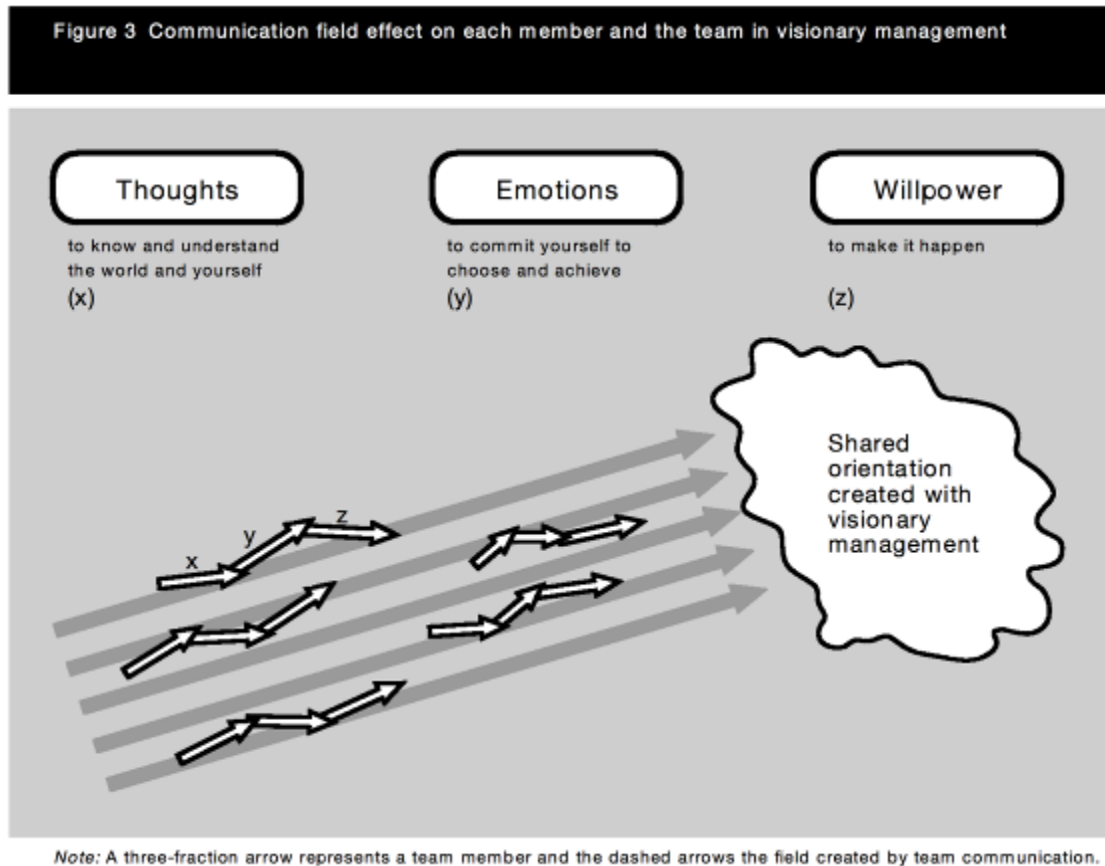 Figure 3 Communication field effect on each member and the team in visionary management
Thoughts
to know and understand
the world and yourself
(x)
Emotions
to commit yourself to
choose and achieve
(y)
Willpower
to make it happen
(z)
x
y
z
Shared
orientation
created with
visionary
management
Note: A three-fraction arrow represents a team member and the dashed arrows the field created by team communication.